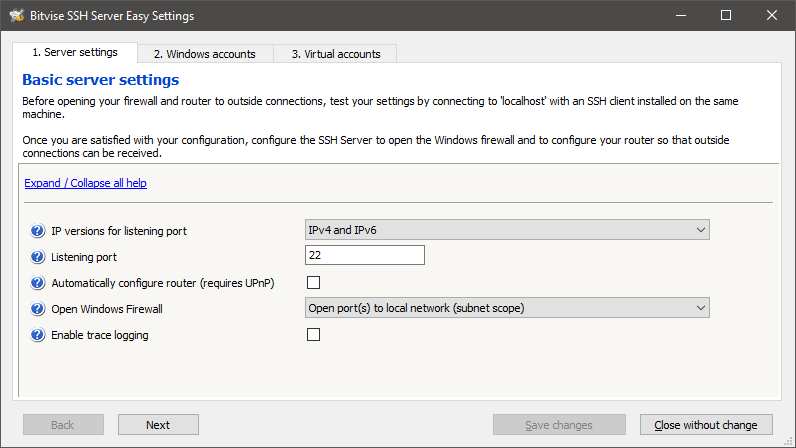 Bitvise SSH Server Easy Settings
1. Server settings
2. Windows accounts
3. Virtual accounts
Basic server settings
Before opening your firewall and router to outside connections, test your settings by connecting to 'localhost' with an SSH client installed on the same
machine.
Once you are satisfied with your configuration, configure the SSH Server to open the Windows firewall and to configure your router so that outside
connections can be received.
Expand / Collapse all help
IP versions for listening port
IPv4 and IPv6
Listening port
22
Automatically configure router (requires UPnP)
Open Windows Firewall
Open port(s) to local network (subnet scope)
Enable trace logging
Back
Next
Save changes
Close without change